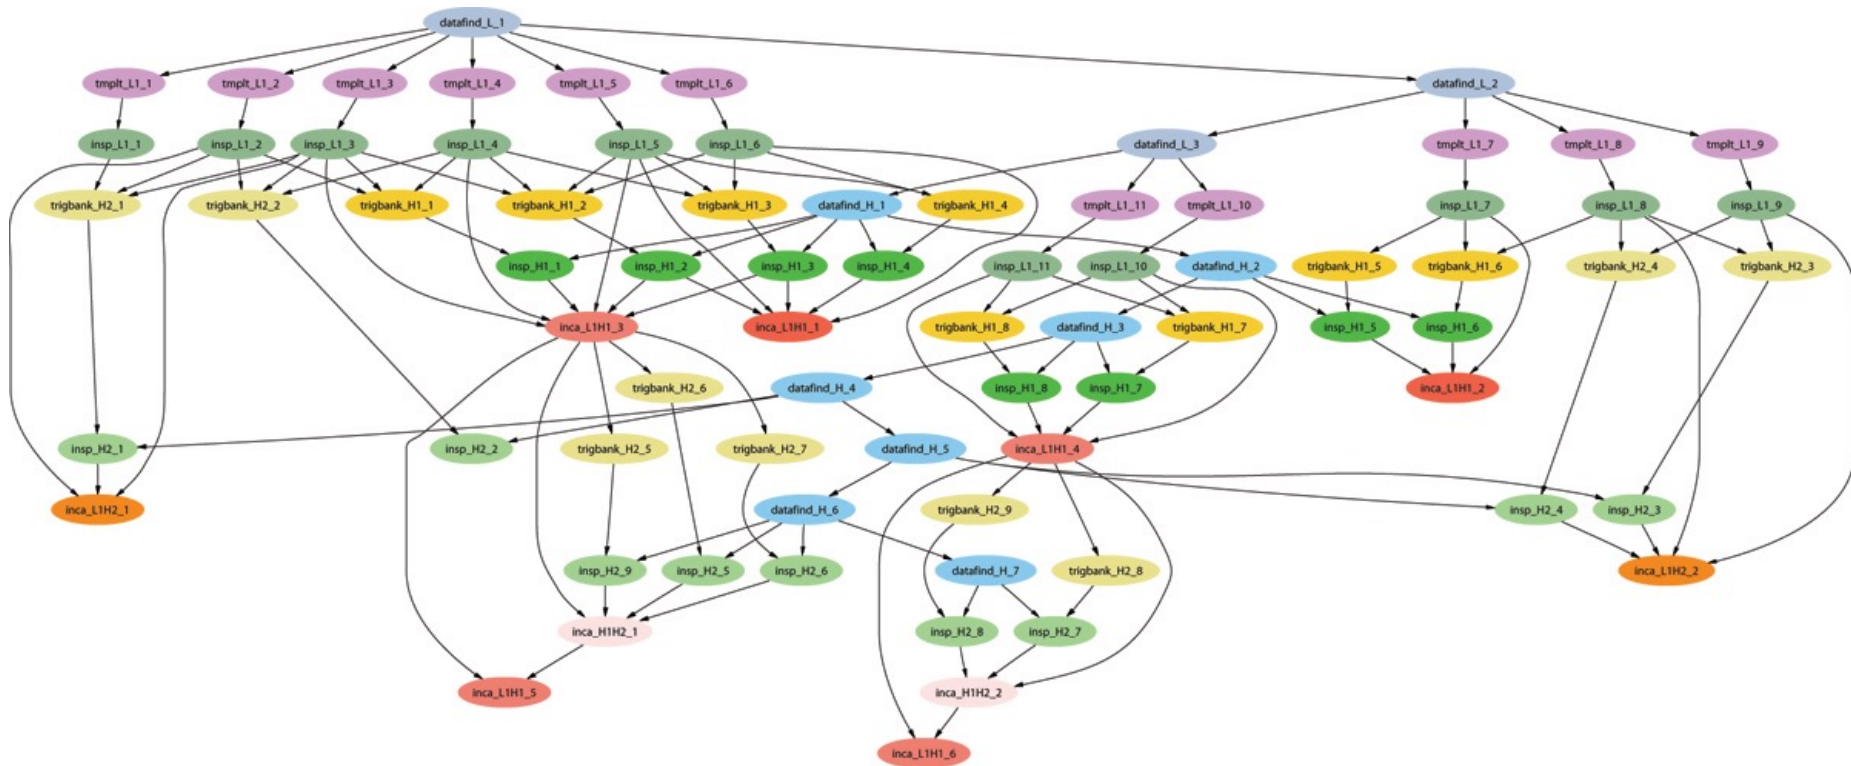 datafind_L_1
tmplt_L1_1 tmplt_L1_2 tmplt_L1_3 tmplt_L1_4 tmplt_L1_5 tmplt_L1_6 datafind_L_2
insp_L1_1 insp_L1_2 insp_L1_3 insp_L1_4 insp_L1_5 insp_L1_6 datafind_L_3 tmplt_L1_7 tmplt_L1_8 tmplt_L1_9
trigbank_H2_1 trigbank_H2_2 trigbank_H1_1 trigbank_H1_2 trigbank_H1_3 datafind_H_1 trigbank_H1_4 tmplt_L1_11 tmplt_L1_10 insp_L1_7 insp_L1_8 insp_L1_9
insp_H1_1 insp_H1_2 insp_H1_3 insp_H1_4 insp_L1_11 insp_L1_10 datafind_H_2 trigbank_H1_5 trigbank_H1_6 trigbank_H2_4 trigbank_H2_3
inca_L1H1_3 inca_L1H1_1 trigbank_H1_8 datafind_H_3 trigbank_H1_7 insp_H1_5 insp_H1_6
trigbank_H2_6 datafind_H_4 insp_H1_8 insp_H1_7 inca_L1H1_2
insp_H2_1 insp_H2_2 trigbank_H2_5 trigbank_H2_7 datafind_H_5 inca_L1H1_4
inca_L1H2_1 datafind_H_6 trigbank_H2_9 insp_H2_4 insp_H2_3
insp_H2_9 insp_H2_5 insp_H2_6 datafind_H_7 trigbank_H2_8 inca_L1H2_2
inca_H1H2_1 insp_H2_8 insp_H2_7
inca_L1H1_5 inca_H1H2_2
inca_L1H1_6